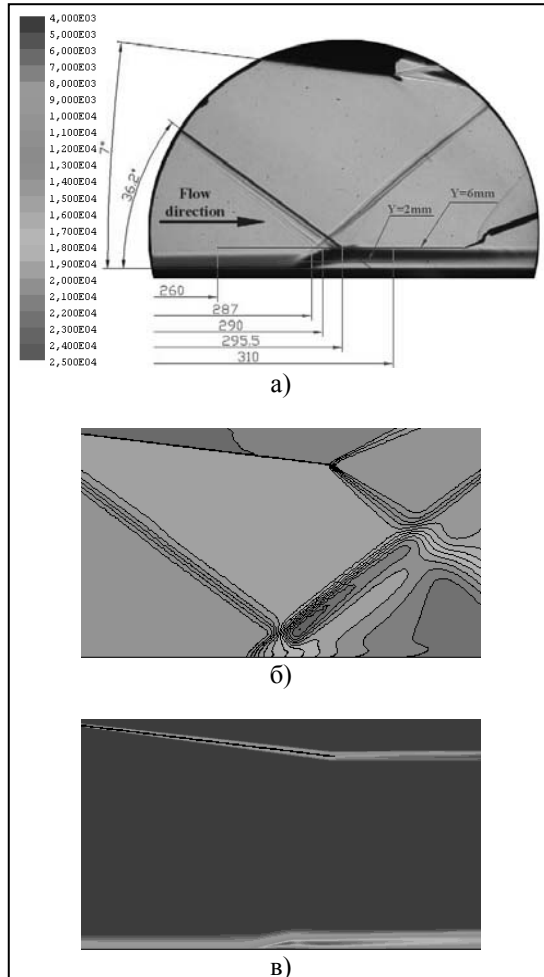 4,000E03
5,000E03
6,000E03
7,000E03
8,000E03
9,000E03
1,000E04
1,100E04
1,200E04
1,300E04
1,400E04
1,500E04
1,600E04
1,700E04
1,800E04
1,900E04
2,000E04
2,100E04
2,200E04
2,300E04
2,400E04
2,500E04
7°
36.2°
Flow
direction
Y=2mm
Y=6mm
260
287
290
295.5
310
а)
б)
в)